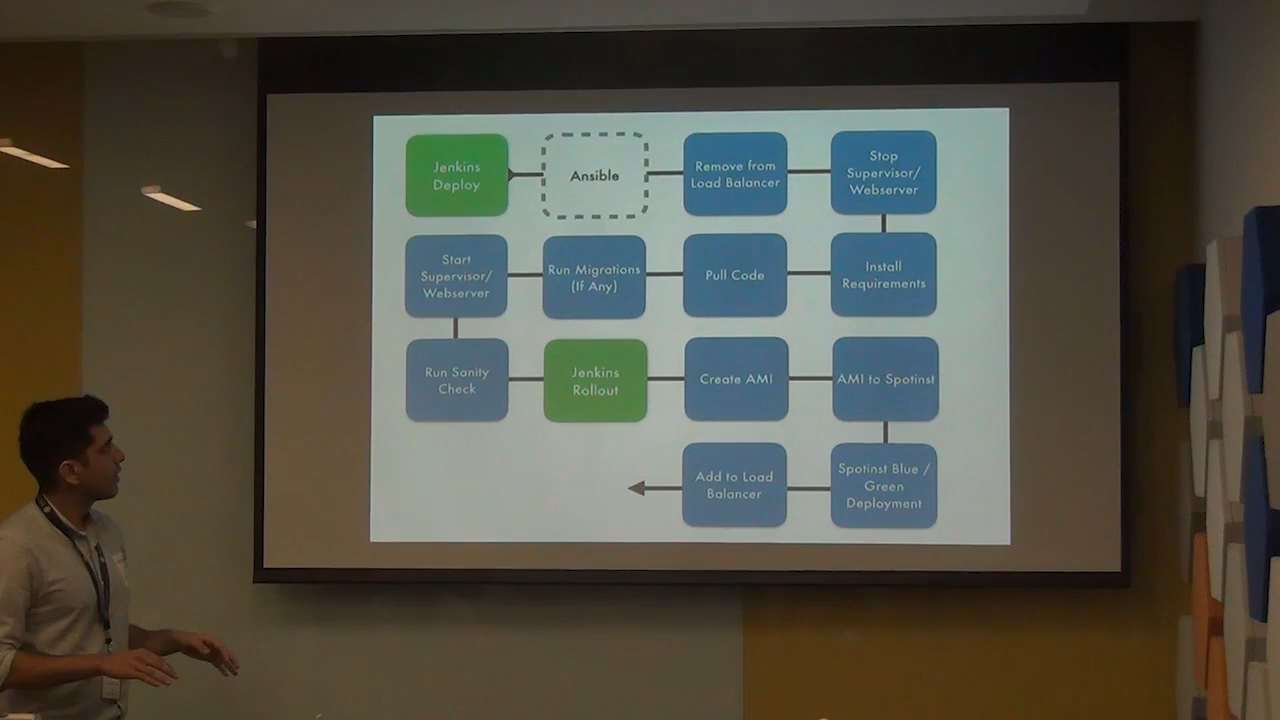 Jenkins
Deploy
Ansible
Remove from
Load Balancer
Stop
Supervisor/
Webserver
Start
Supervisor/
Webserver
Run Migrations
(If Any)
Pull Code
Install
Requirements
Run Sanity
Check
Jenkins
Rollout
Create AMI
AMI to Spotinst
Add to Load
Balancer
Spotinst Blue /
Green
Deployment